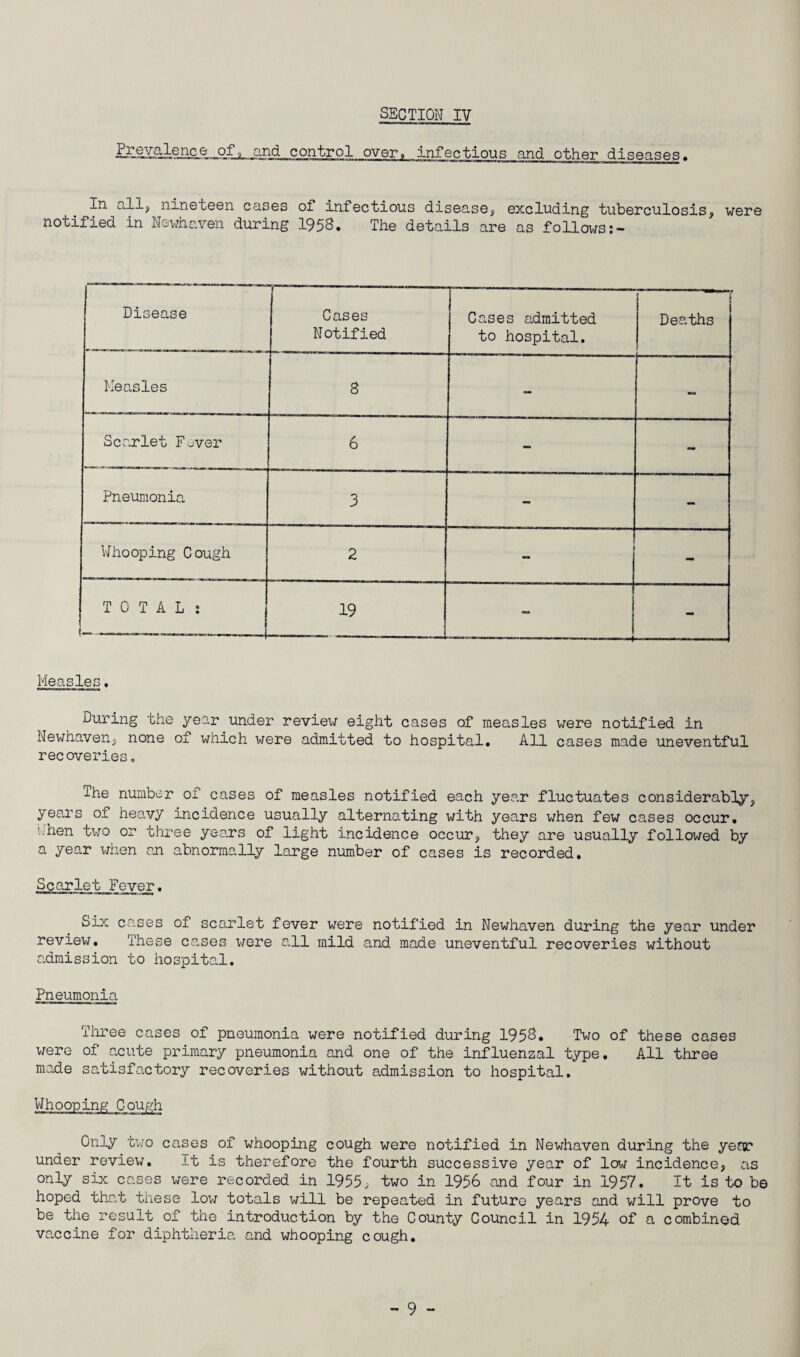 SECTION IV
Prevalence of, and control over, infectious and other diseases.
In all, nineteen cases of infectious disease, excluding tuberculosis, were
notified in Newhaven during 1958. The details are as follows:-
Disease Cases Notified Cases admitted to hospital. Deaths
Measles 8 - -
Scarlet Fever 6 - -
Pneumonia 3 - -
Whooping Cough 2 - -
TOTAL: 19 - -
Measles.
During the year under review eight cases of measles were notified in
Newhaven, none of which were admitted to hospital. All cases made uneventful
recoveries.
The number of cases of measles notified each year fluctuates considerably,
years of heavy incidence usually alternating with years when few cases occur.
When two or three years of light incidence occur, they are usually followed by
a year when an abnormally large number of cases is recorded.
Scarlet Fever.
Six cases of scarlet fever were notified in Newhaven during the year under
review. These cases were all mild and made uneventful recoveries without
admission to hospital.
Pneumonia
Three cases of pneumonia were notified during 1958. Two of these cases
were of acute primary pneumonia and one of the influenzal type. All three
made satisfactory recoveries without admission to hospital.
Whooping Cough
Only two cases of whooping cough were notified in Newhaven during the year
under review. It is therefore the fourth successive year of low incidence, as
only six cases were recorded in 1955, two in 1956 and four in 1957. It is to be
hoped that these low totals will be repeated in future years and will prove to
be the result of the introduction by the County Council in 1954 of a combined
vaccine for diphtheria and whooping cough.
- 9 -